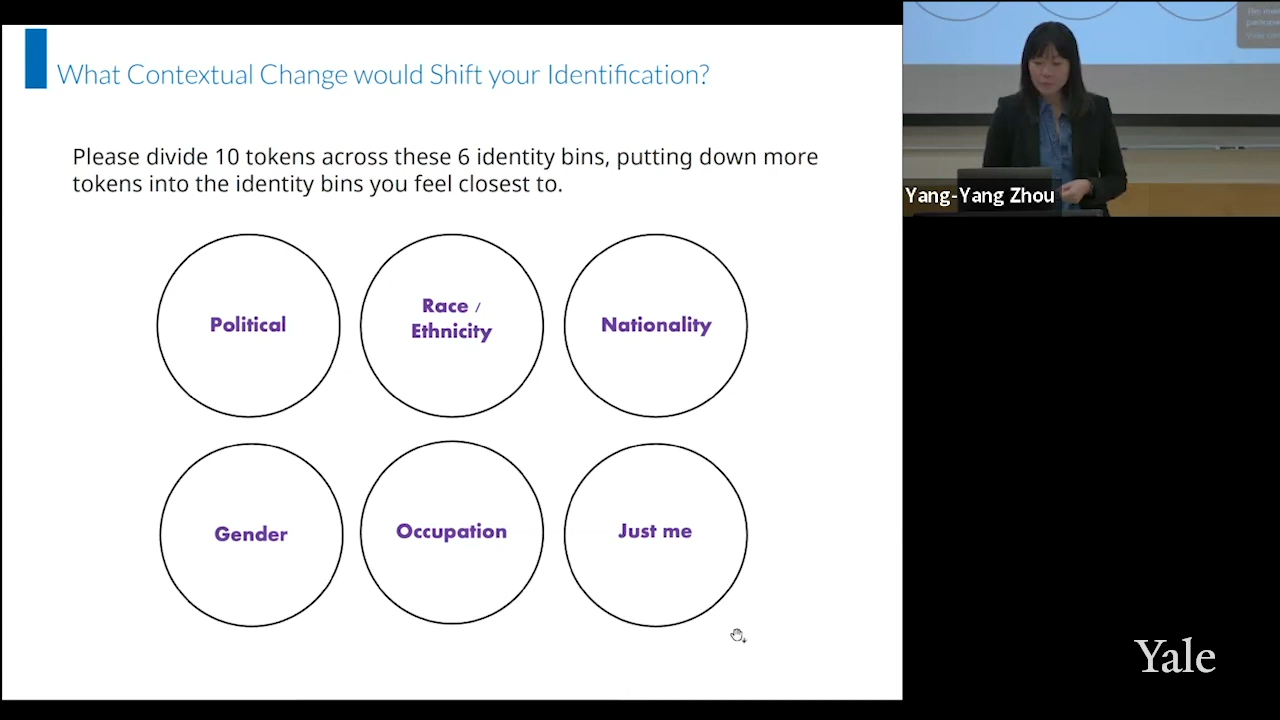 What Contextual Change would Shift your Identification?
Please divide 10 tokens across these 6 identity bins, putting down more
tokens into the identity bins you feel closest to.
Political
Race /
Ethnicity
Nationality
Gender
Occupation
Just me
Yang-Yang Zhou
Yale